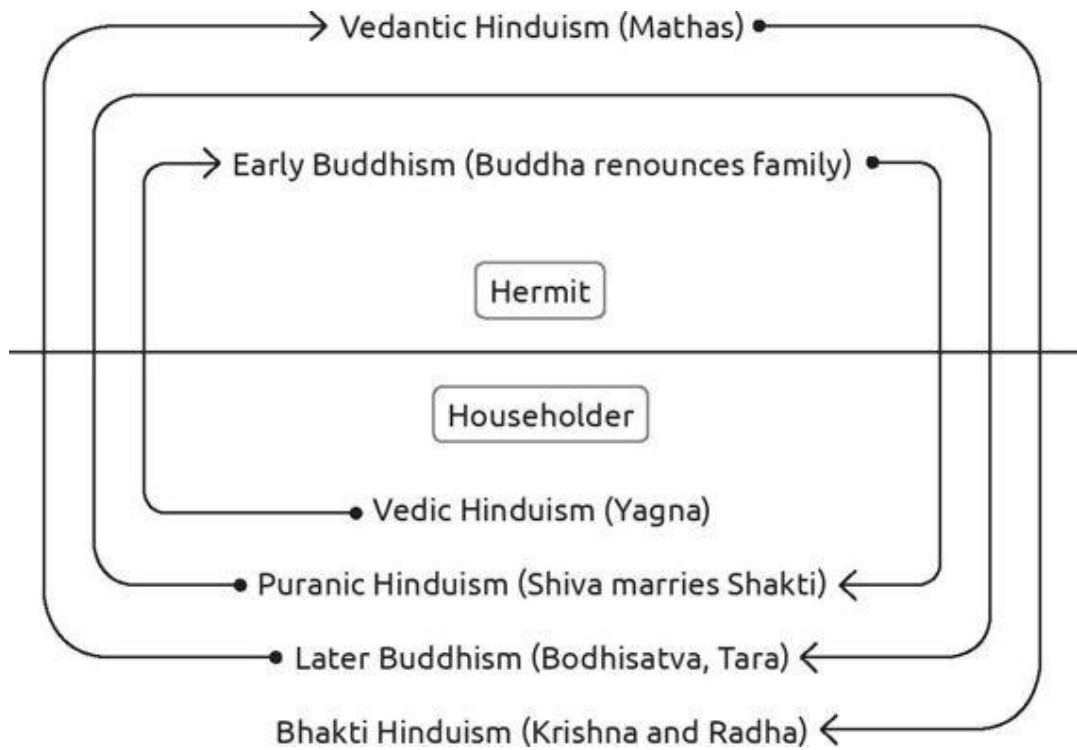 Vedantic Hinduism (Mathas)
Early Buddhism (Buddha renounces family)
Hermit
Householder
Vedic Hinduism (Yagna)
Puranic Hinduism (Shiva marries Shakti)
Later Buddhism (Bodhisatva, Tara)
Bhakti Hinduism (Krishna and Radha)